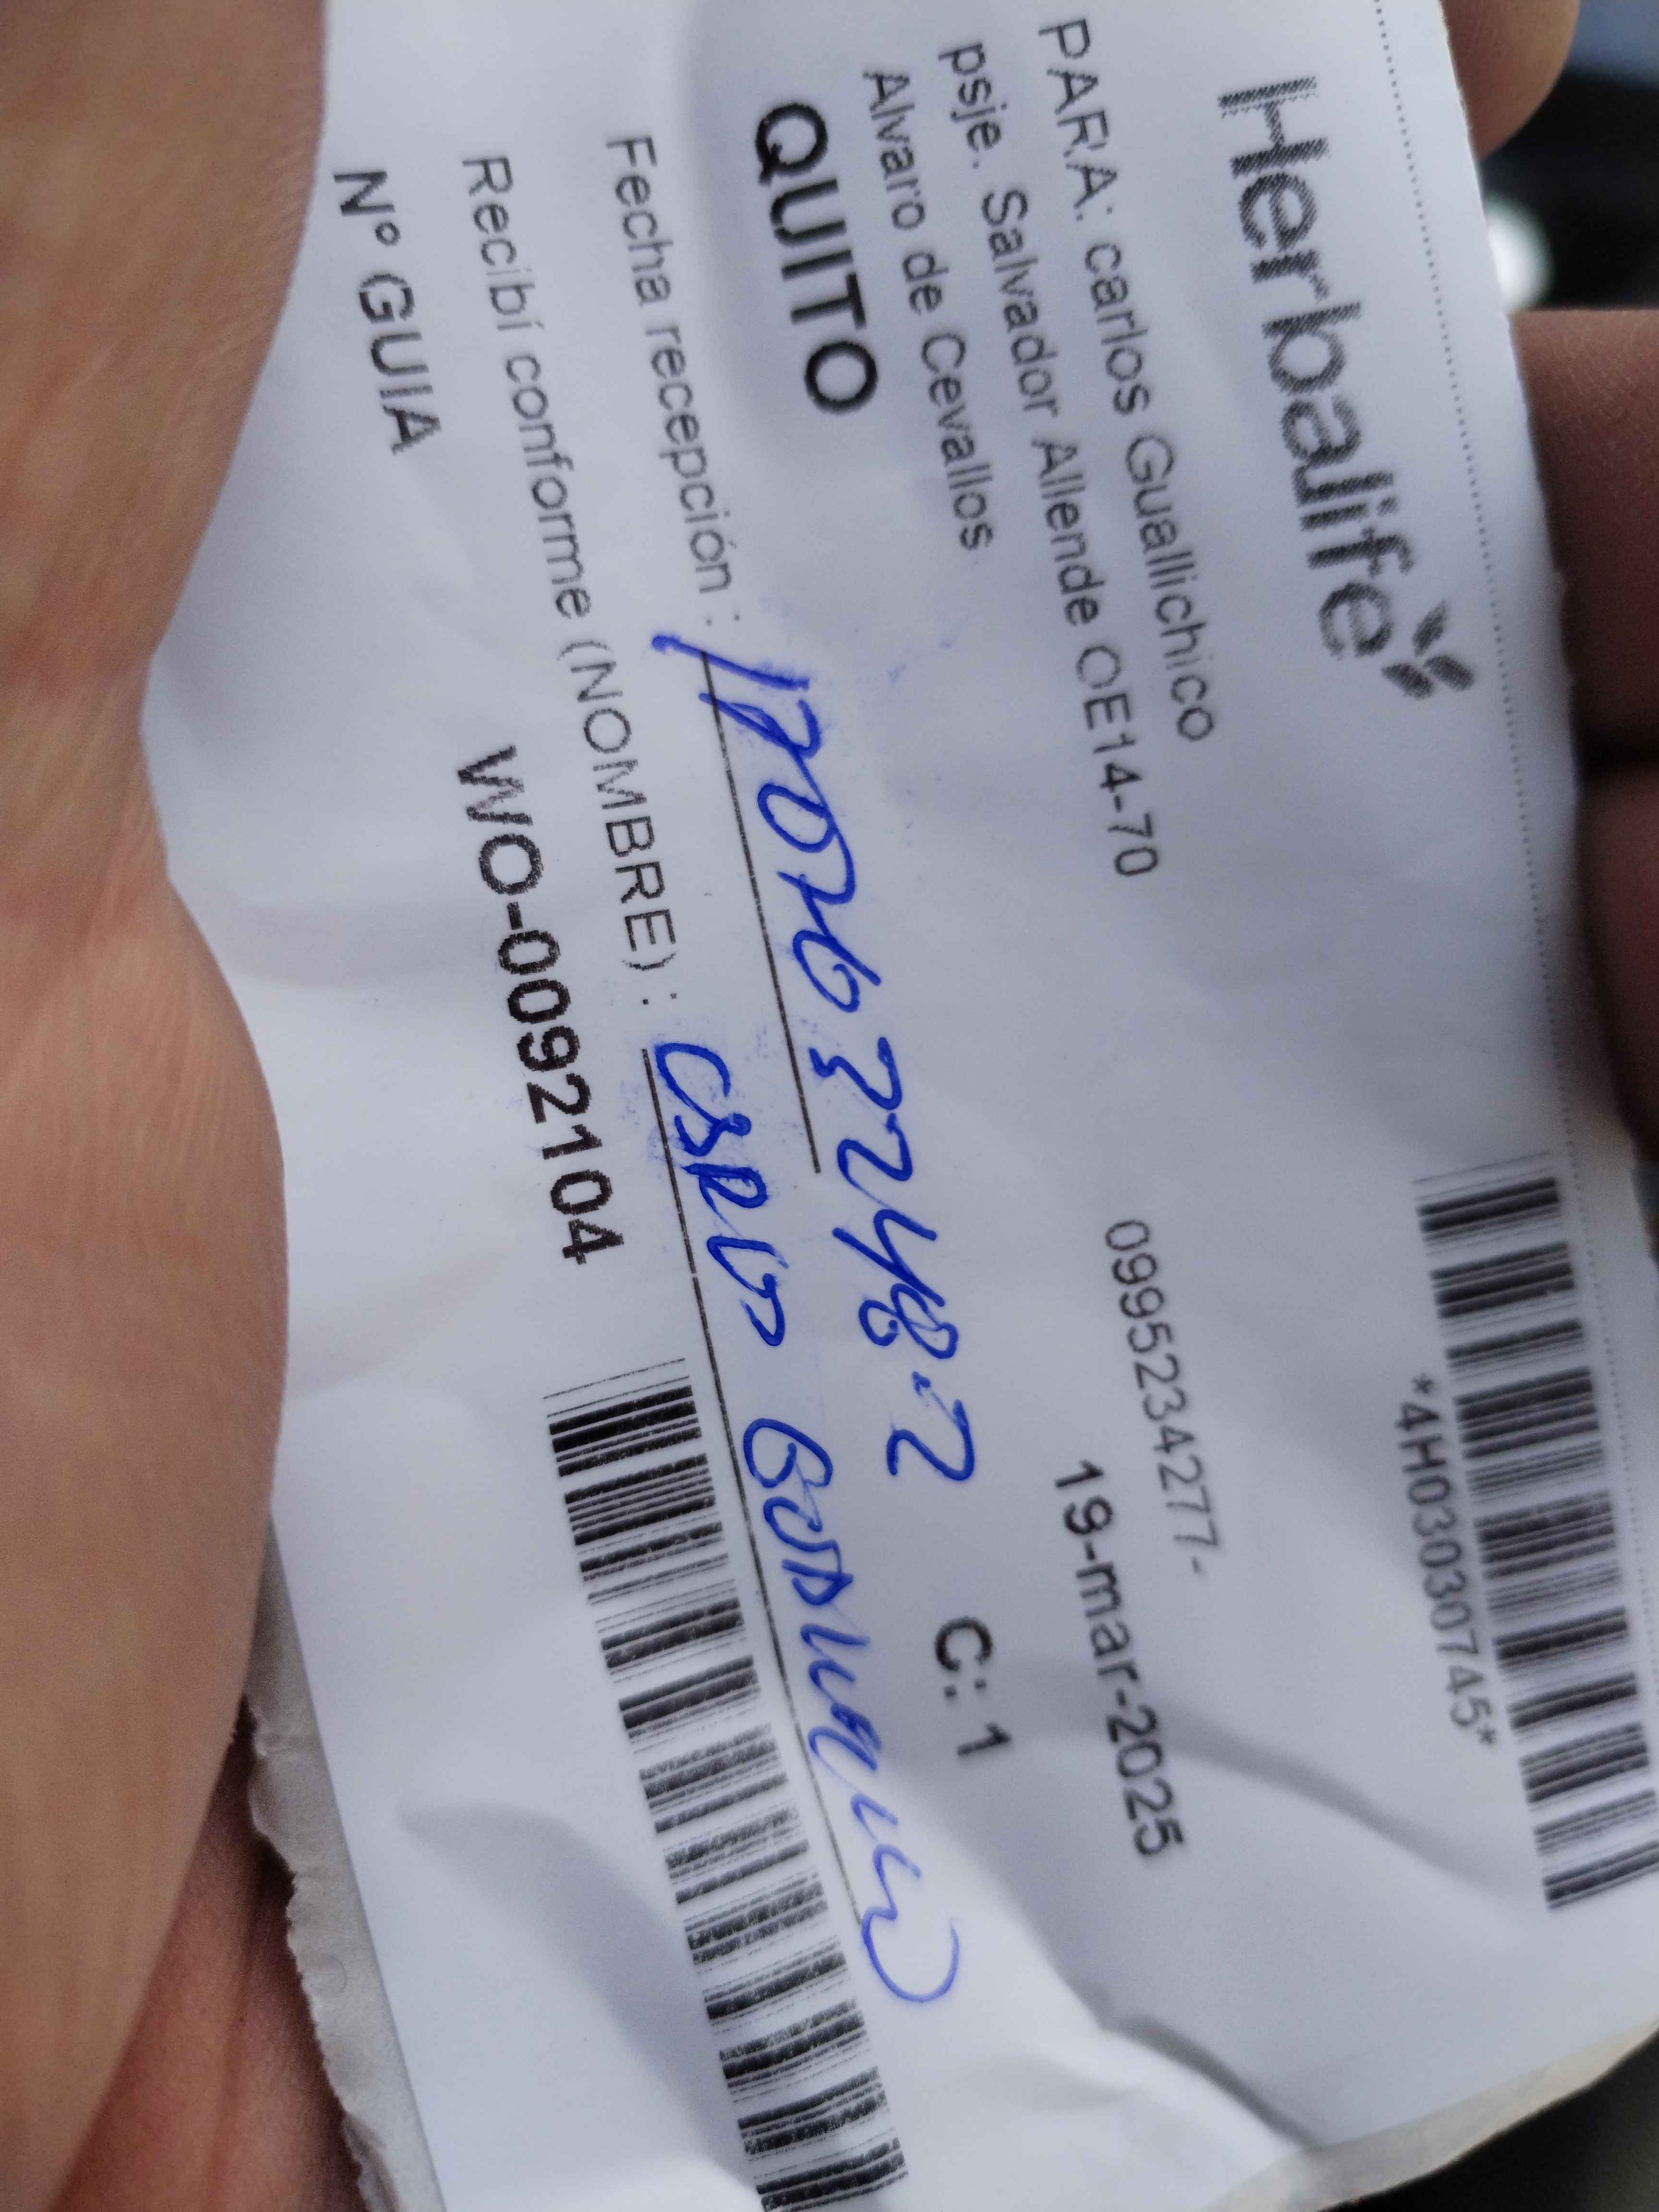 Herbalife
*4H03030745*
PARA: carlos Guallichico
0995234277-
psje. Salvador Allende OE14-70
19-mar-2025
Alvaro de Cevallos
QUITO
C: 1
Fecha recepción :
Recibí conforme (NOMBRE) :
N° GUIA WO-0092104